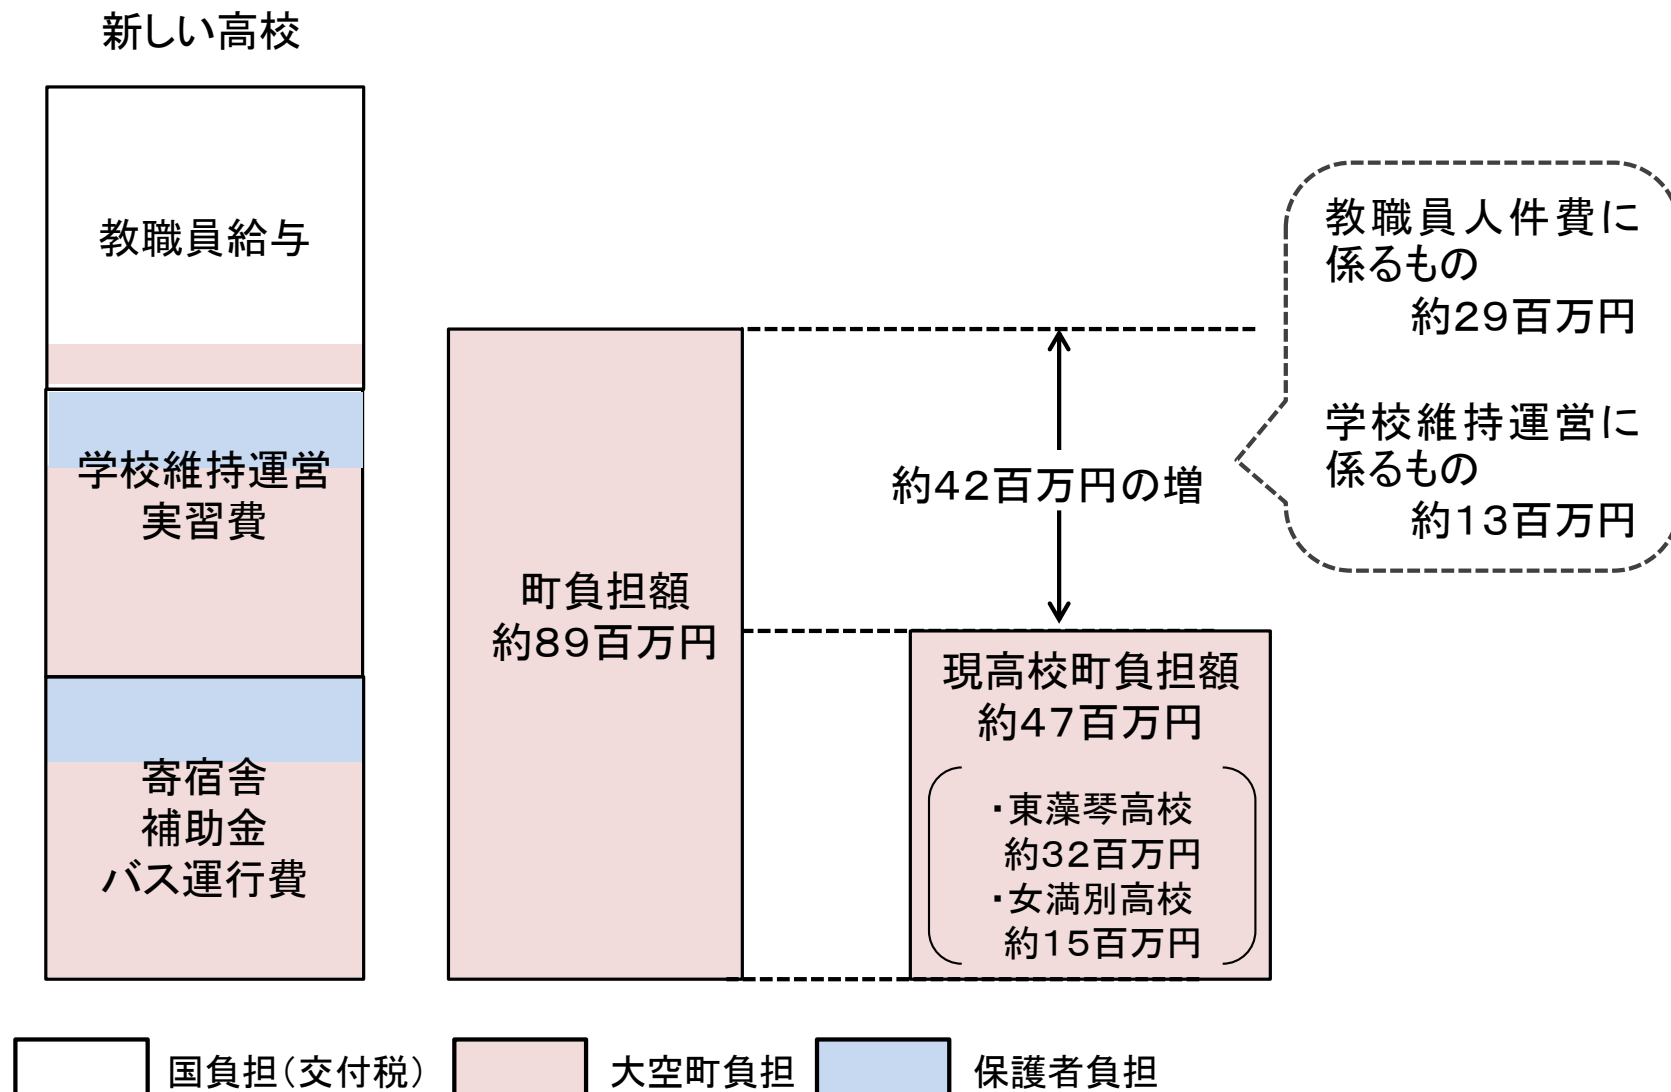 新しい高校
教職員給与
学校維持運営
実習費
寄宿舎
補助金
バス運行費
町負担額
約89百万円
約42百万円の増
現高校町負担額
約47百万円
・東藻琴高校
約32百万円
・女満別高校
約15百万円
教職員人件費に
係るもの
約29百万円
学校維持運営に
係るもの
約13百万円
国負担(交付税)
大空町負担
保護者負担